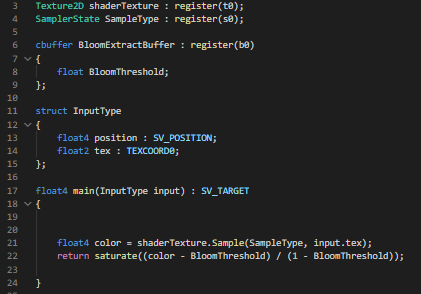 3 Texture2D shaderTexture : register(t0);
4 SamplerState SampleType : register(s0);
5
6 cbuffer BloomExtractBuffer : register(b0)
7 {
8 float BloomThreshold;
9 };
10
11 struct InputType
12 {
13 float4 position : SV_POSITION;
14 float2 tex : TEXCOORD0;
15 };
16
17 float4 main(InputType input) : SV_TARGET
18 {
19
20
21 float4 color = shaderTexture.Sample(SampleType, input.tex);
22 return saturate((color - BloomThreshold) / (1 - BloomThreshold));
23
24 }